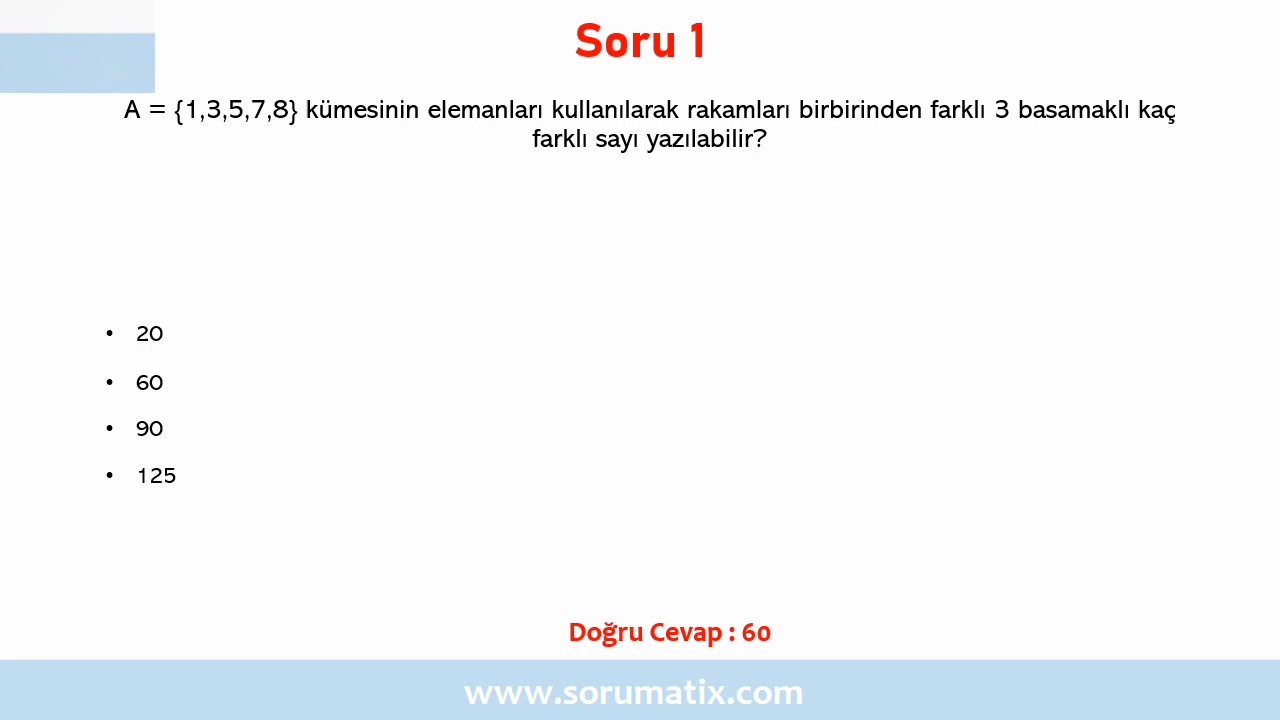 Soru 1
A = {1,3,5,7,8} kümesinin elemanları kullanılarak rakamları birbirinden farklı 3 basamaklı kaç
farklı sayı yazılabilir?
• 20
• 60
• 90
• 125
Doğru Cevap : 60
www.sorumatix.com